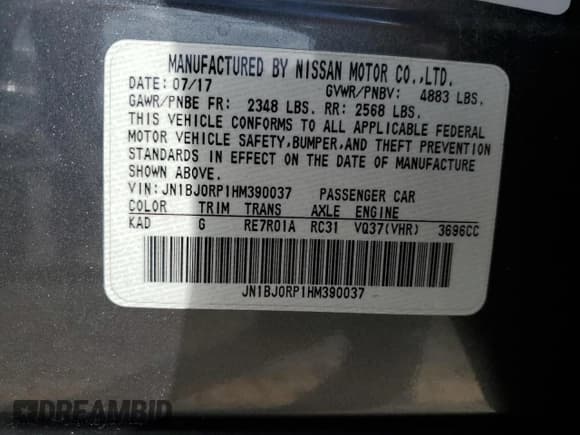 MANUFACTURED BY NISSAN MOTOR CO.,LTD.
DATE: 07/17 GVWR/PNBV: 4883 LBS.
GAWR/PNBE FR: 2348 LBS. RR: 2568 LBS.
THIS VEHICLE CONFORMS TO ALL APPLICABLE FEDERAL
MOTOR VEHICLE SAFETY,BUMPER,AND THEFT PREVENTION
STANDARDS IN EFFECT ON THE DATE OF MANUFACTURE
SHOWN ABOVE.
VIN: JN1BJ0RP1HM390037 PASSENGER CAR
COLOR TRIM TRANS AXLE ENGINE
KAD G RE7R01A RC31 VQ37(VHR) 3696CC
JN1BJ0RP1HM390037
DREAMBID